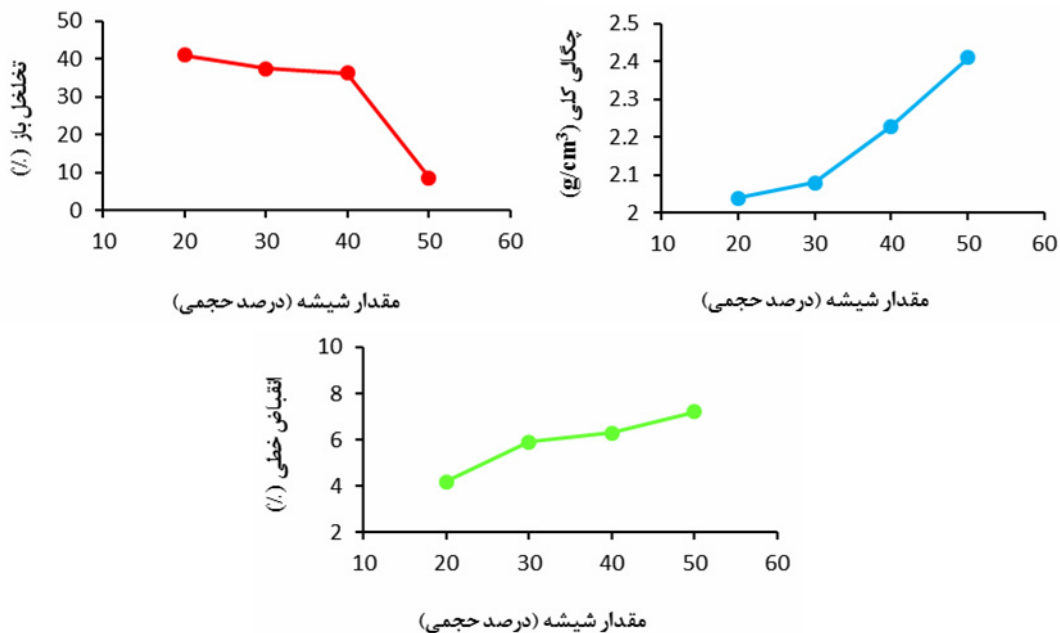 تخلخل باز (٪)
50
40
30
20
10
0
10 20 30 40 50 60
مقدار شیشه (درصد حجمی)
چگالی کلی (g/cm³)
2.5
2.4
2.3
2.2
2.1
2
10 20 30 40 50 60
مقدار شیشه (درصد حجمی)
انقباض خطی (٪)
10
8
6
4
2
10 20 30 40 50 60
مقدار شیشه (درصد حجمی)